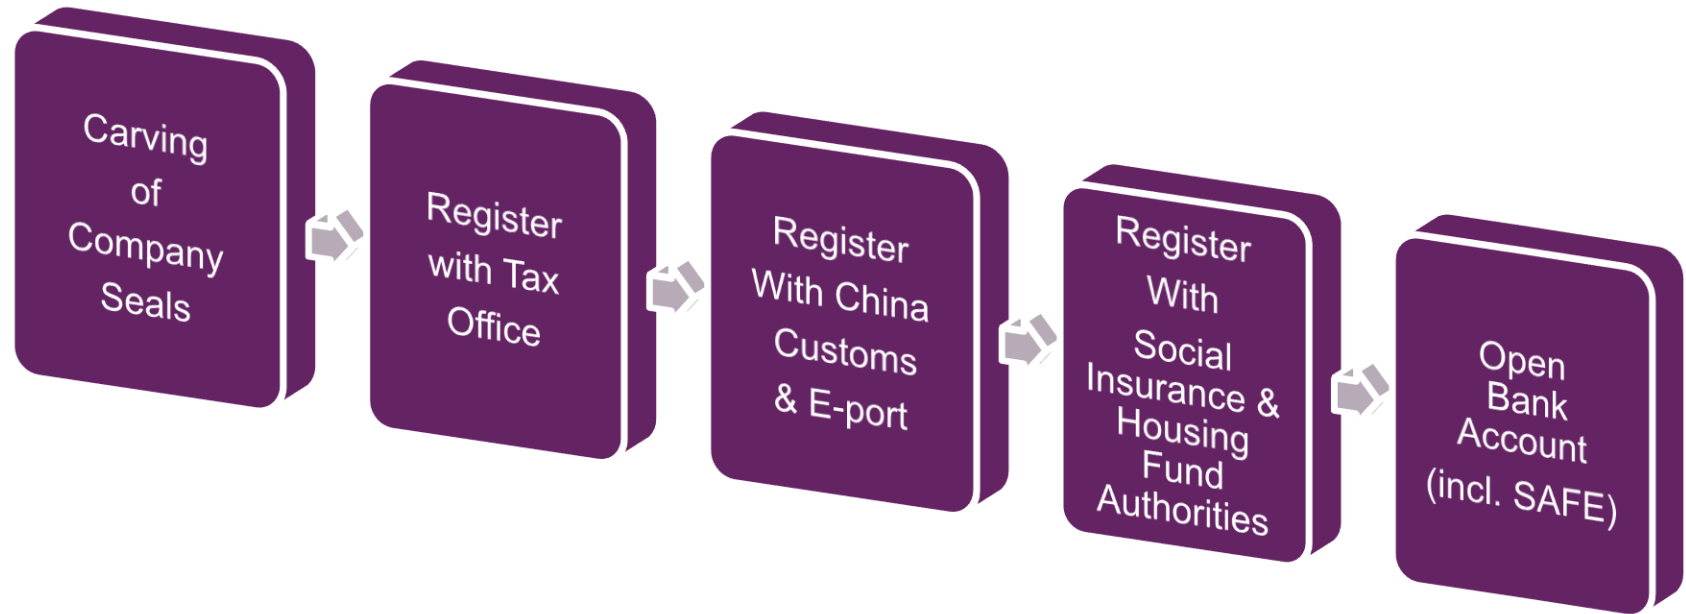 Carving
of
Company
Seals
Register
with Tax
Office
Register
With China
Customs
& E-port
Register
With
Social
Insurance &
Housing
Fund
Authorities
Open
Bank
Account
(incl. SAFE)